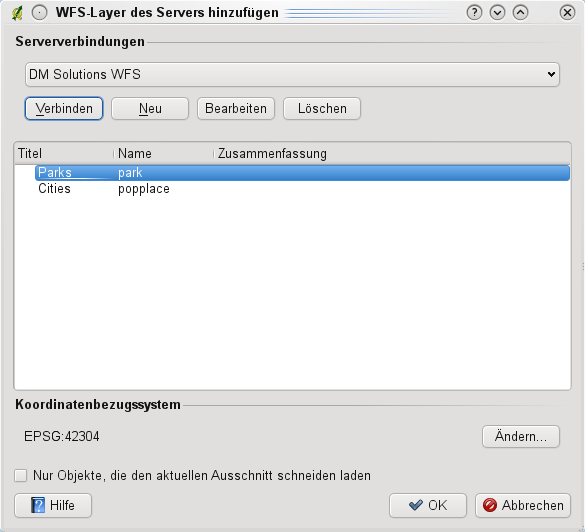 WFS-Layer des Servers hinzufügen
Serververbindungen
DM Solutions WFS
Verbinden Neu Bearbeiten Löschen
Titel Name Zusammenfassung
Parks park
Cities popplace
Koordinatenbezugssystem
EPSG:42304 Ändern...
Nur Objekte, die den aktuellen Ausschnitt schneiden laden
? Hilfe OK Abbrechen